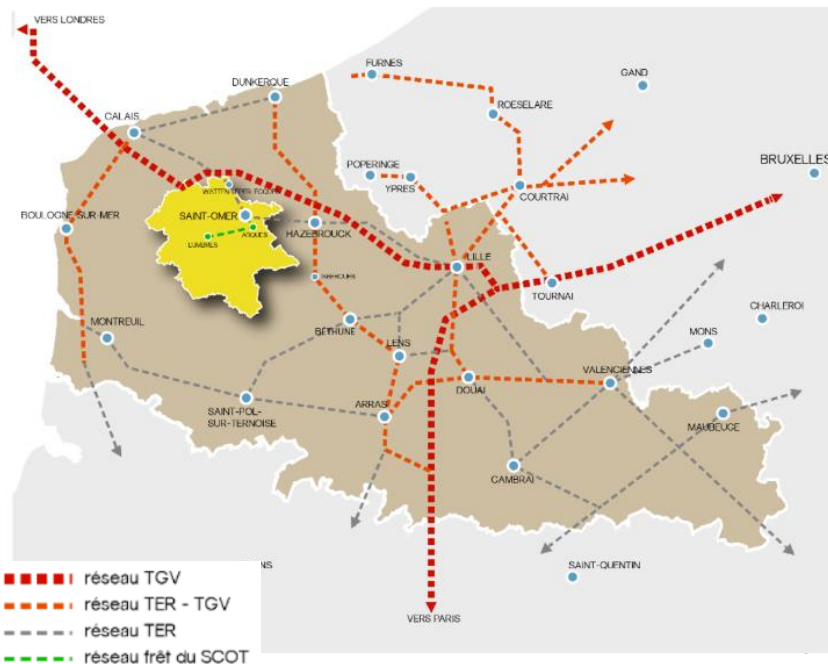 VERS LONDRES
FURNES
GAND
DUNKERQUE
ROESELARE
CALAIS
BRUXELLES
POPERINGE
YPRES
COURTRAI
SAINT-OMER
BOULOGNE-SUR-MER
ARQUES
HAZEBROUCK
LUMBRES
LILLE
TOURNAI
CHARLEROI
MONTREUIL
MONS
BÉTHUNE
LENS
VALENCIENNES
DOUAI
SAINT-POL-
SUR-TERNOISE
ARRAS
MAUBEUGE
CAMBRAI
SAINT-QUENTIN
VERS PARIS
réseau TGV
réseau TER - TGV
réseau TER
réseau frêt du SCOT